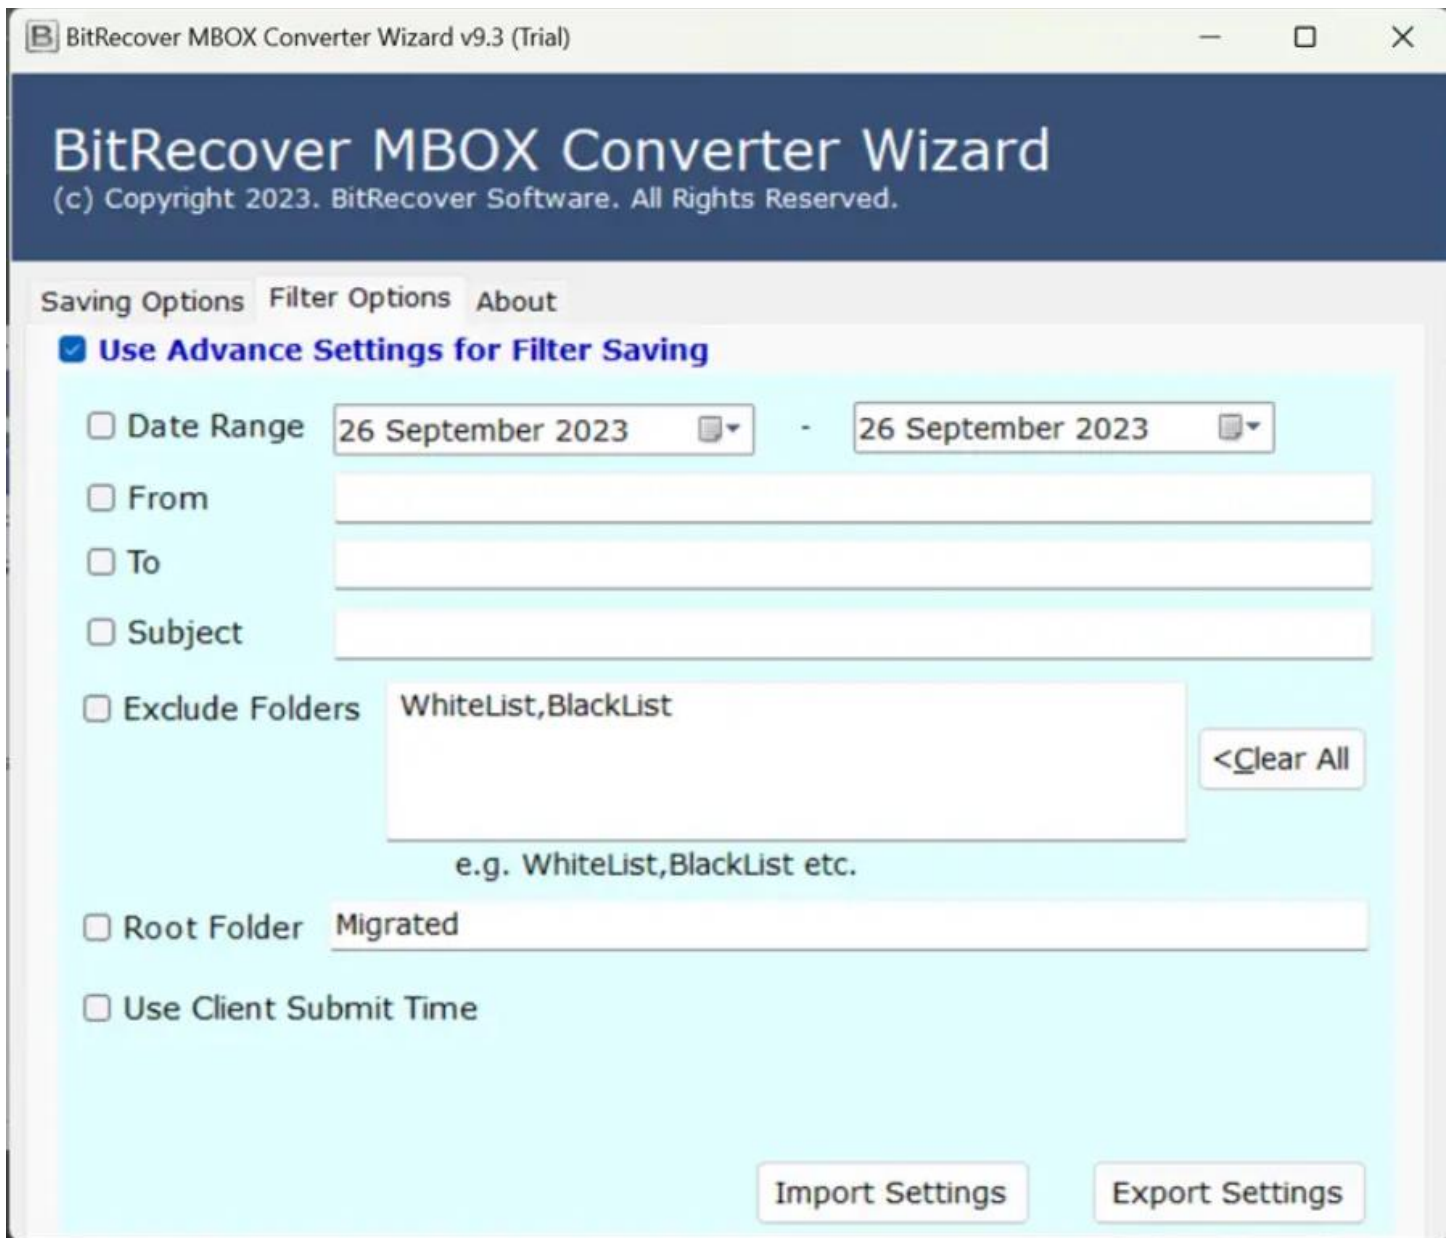 BitRecover MBOX Converter Wizard v9.3 (Trial)
BitRecover MBOX Converter Wizard
(c) Copyright 2023. BitRecover Software. All Rights Reserved.
Saving Options Filter Options About
Use Advance Settings for Filter Saving
Date Range 26 September 2023 - 26 September 2023
From
To
Subject
Exclude Folders WhiteList,BlackList
<Clear All
e.g. WhiteList,BlackList etc.
Root Folder Migrated
Use Client Submit Time
Import Settings Export Settings